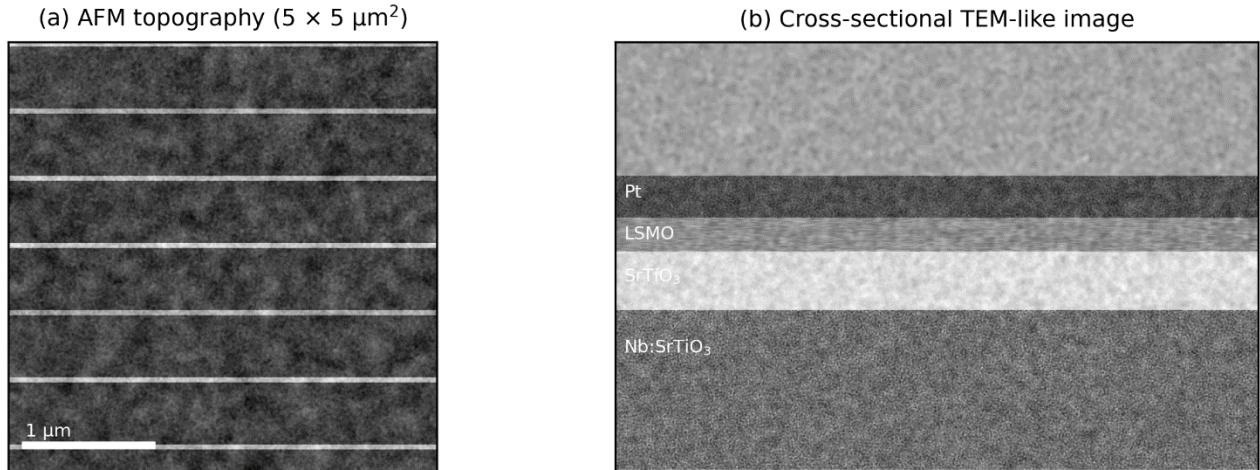 (a) AFM topography (5 × 5 µm²)
1 µm
(b) Cross-sectional TEM-like image
Pt
LSMO
SrTiO₃
Nb:SrTiO₃